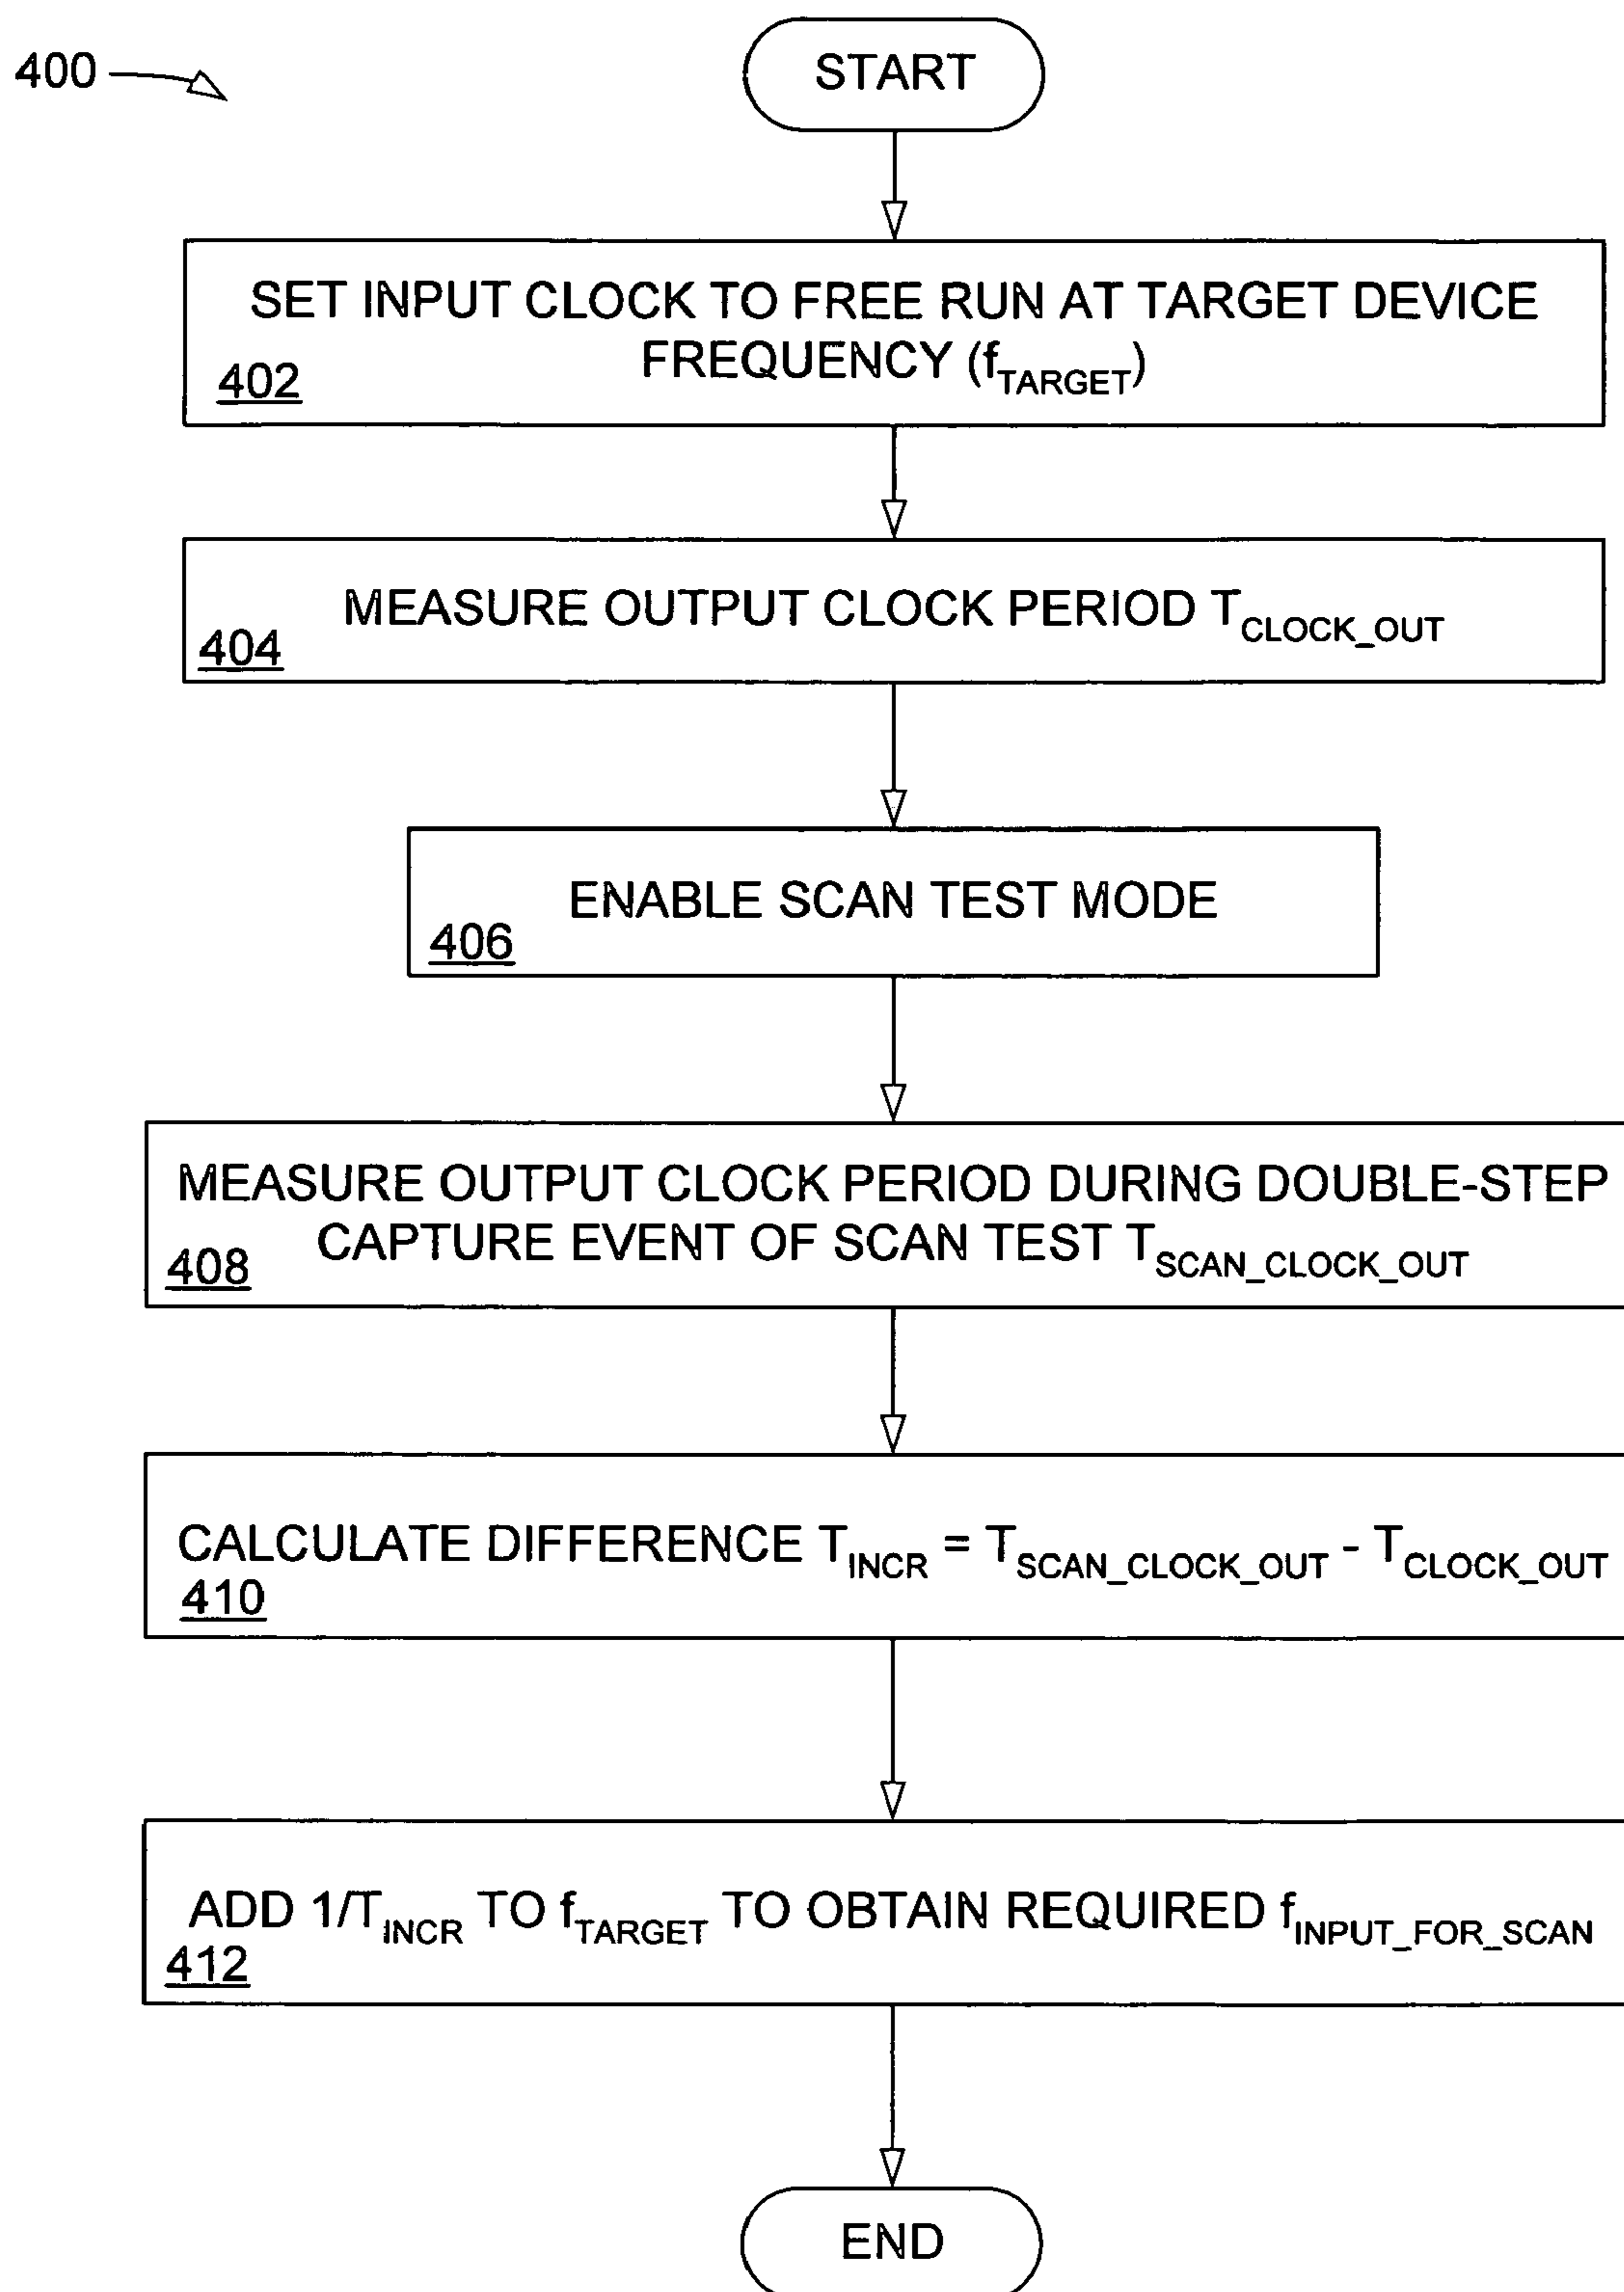 400
START
SET INPUT CLOCK TO FREE RUN AT TARGET DEVICE
FREQUENCY (fTARGET)
402
MEASURE OUTPUT CLOCK PERIOD TCLOCK_OUT
404
ENABLE SCAN TEST MODE
406
MEASURE OUTPUT CLOCK PERIOD DURING DOUBLE-STEP
CAPTURE EVENT OF SCAN TEST TSCAN_CLOCK_OUT
408
CALCULATE DIFFERENCE TINCR = TSCAN_CLOCK_OUT - TCLOCK_OUT
410
ADD 1/TINCR TO fTARGET TO OBTAIN REQUIRED fINPUT_FOR_SCAN
412
END